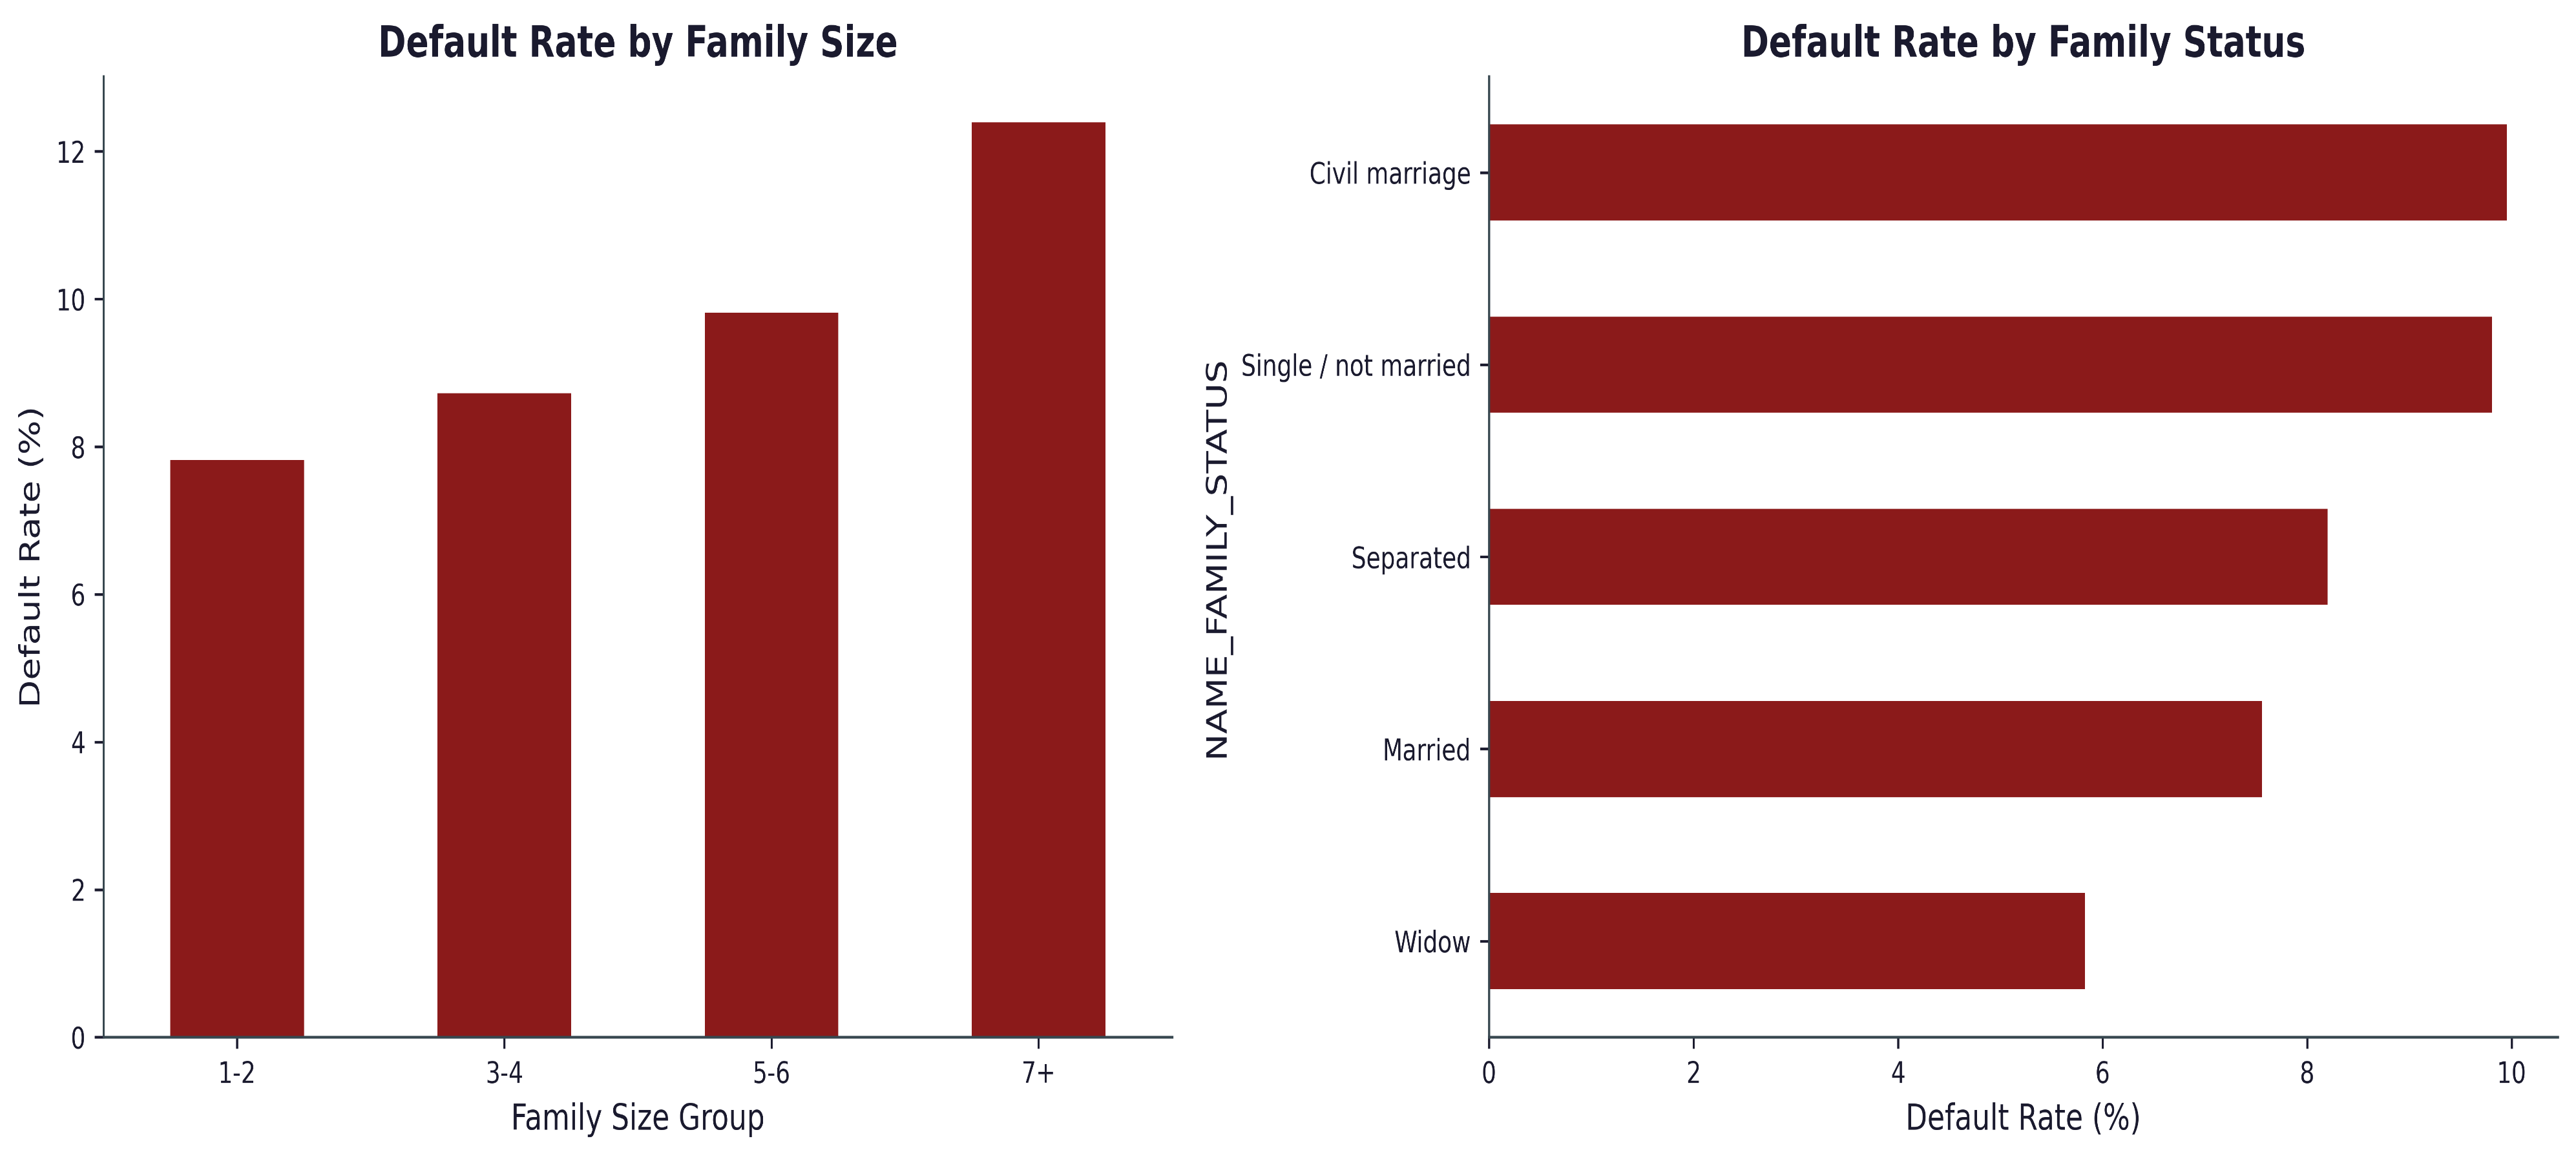 Default Rate by Family Size
Default Rate (%)
12
10
8
6
4
2
0
1-2
3-4
5-6
7+
Family Size Group
Default Rate by Family Status
NAME_FAMILY_STATUS
Civil marriage
Single / not married
Separated
Married
Widow
0
2
4
6
8
10
Default Rate (%)